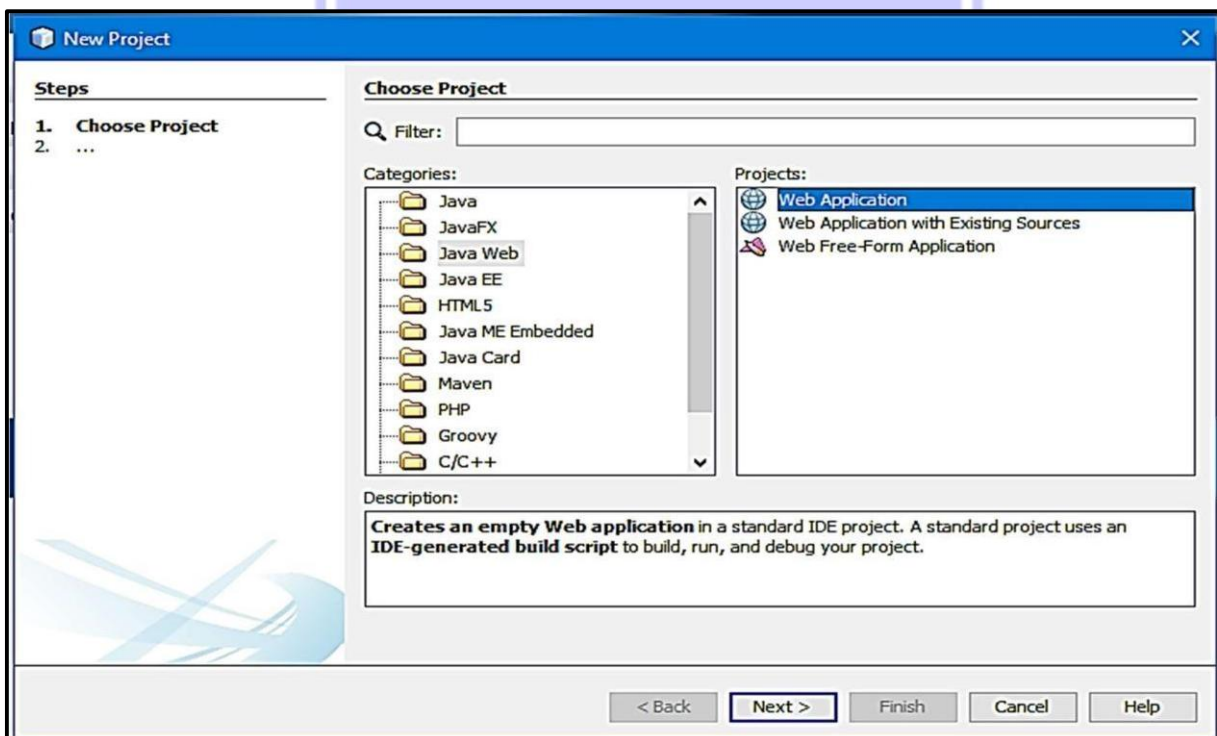 New Project
Steps
1. Choose Project
2. ...
Choose Project
Filter:
Categories:
Java
JavaFX
Java Web
Java EE
HTML5
Java ME Embedded
Java Card
Maven
PHP
Groovy
C/C++
Projects:
Web Application
Web Application with Existing Sources
Web Free-Form Application
Description:
Creates an empty Web application in a standard IDE project. A standard project uses an
IDE-generated build script to build, run, and debug your project.
< Back
Next >
Finish
Cancel
Help